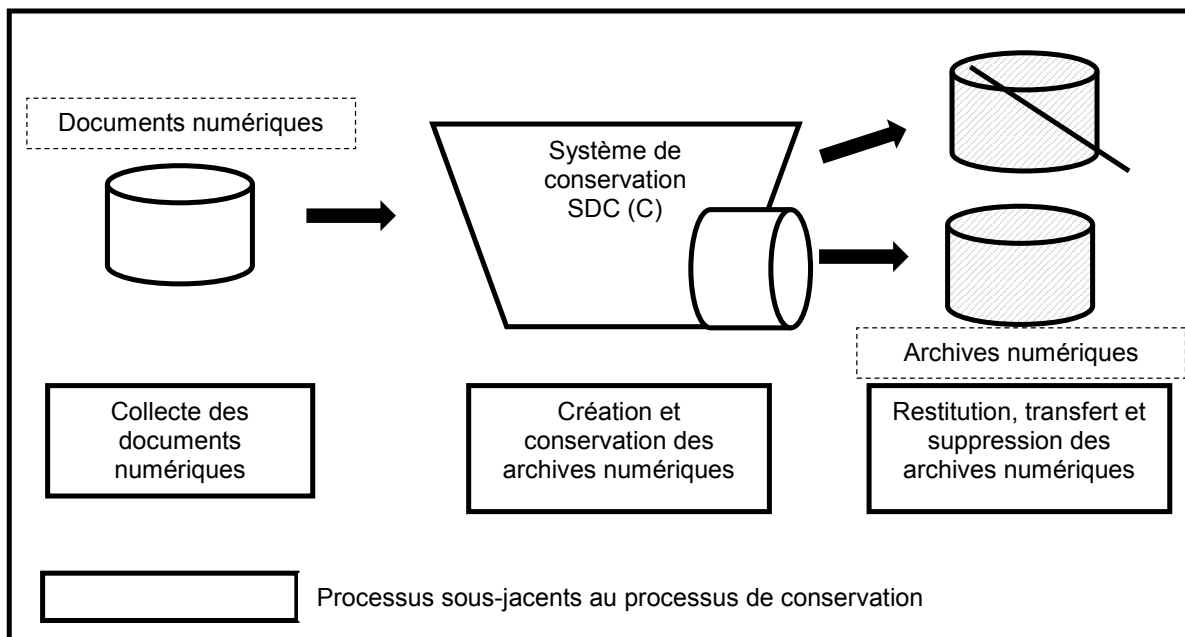 Documents numériques
Système de
conservation
SDC (C)
Archives numériques
Collecte des
documents
numériques
Création et
conservation des
archives numériques
Restitution, transfert et
suppression des
archives numériques
Processus sous-jacents au processus de conservation